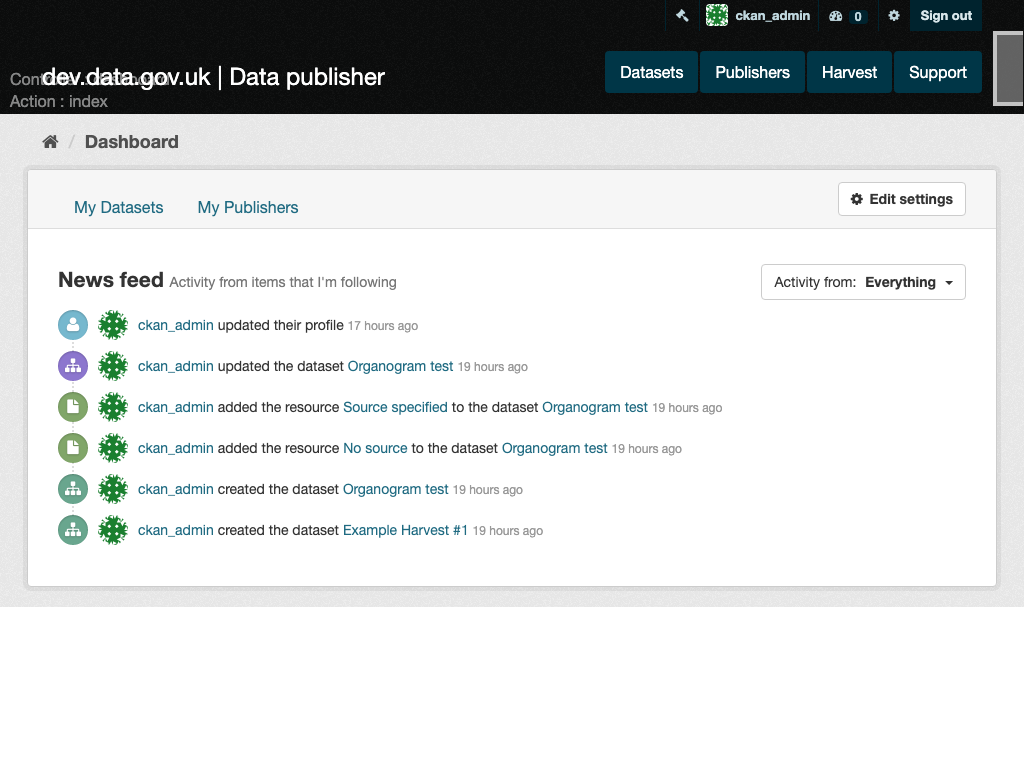 ckan_admin 0 Sign out
dev.data.gov.uk | Data publisher
Action : index
Datasets Publishers Harvest Support
/ Dashboard
My Datasets My Publishers
Edit settings
News feed Activity from items that I'm following
Activity from: Everything
ckan_admin updated their profile 17 hours ago
ckan_admin updated the dataset Organogram test 19 hours ago
ckan_admin added the resource Source specified to the dataset Organogram test 19 hours ago
ckan_admin added the resource No source to the dataset Organogram test 19 hours ago
ckan_admin created the dataset Organogram test 19 hours ago
ckan_admin created the dataset Example Harvest #1 19 hours ago